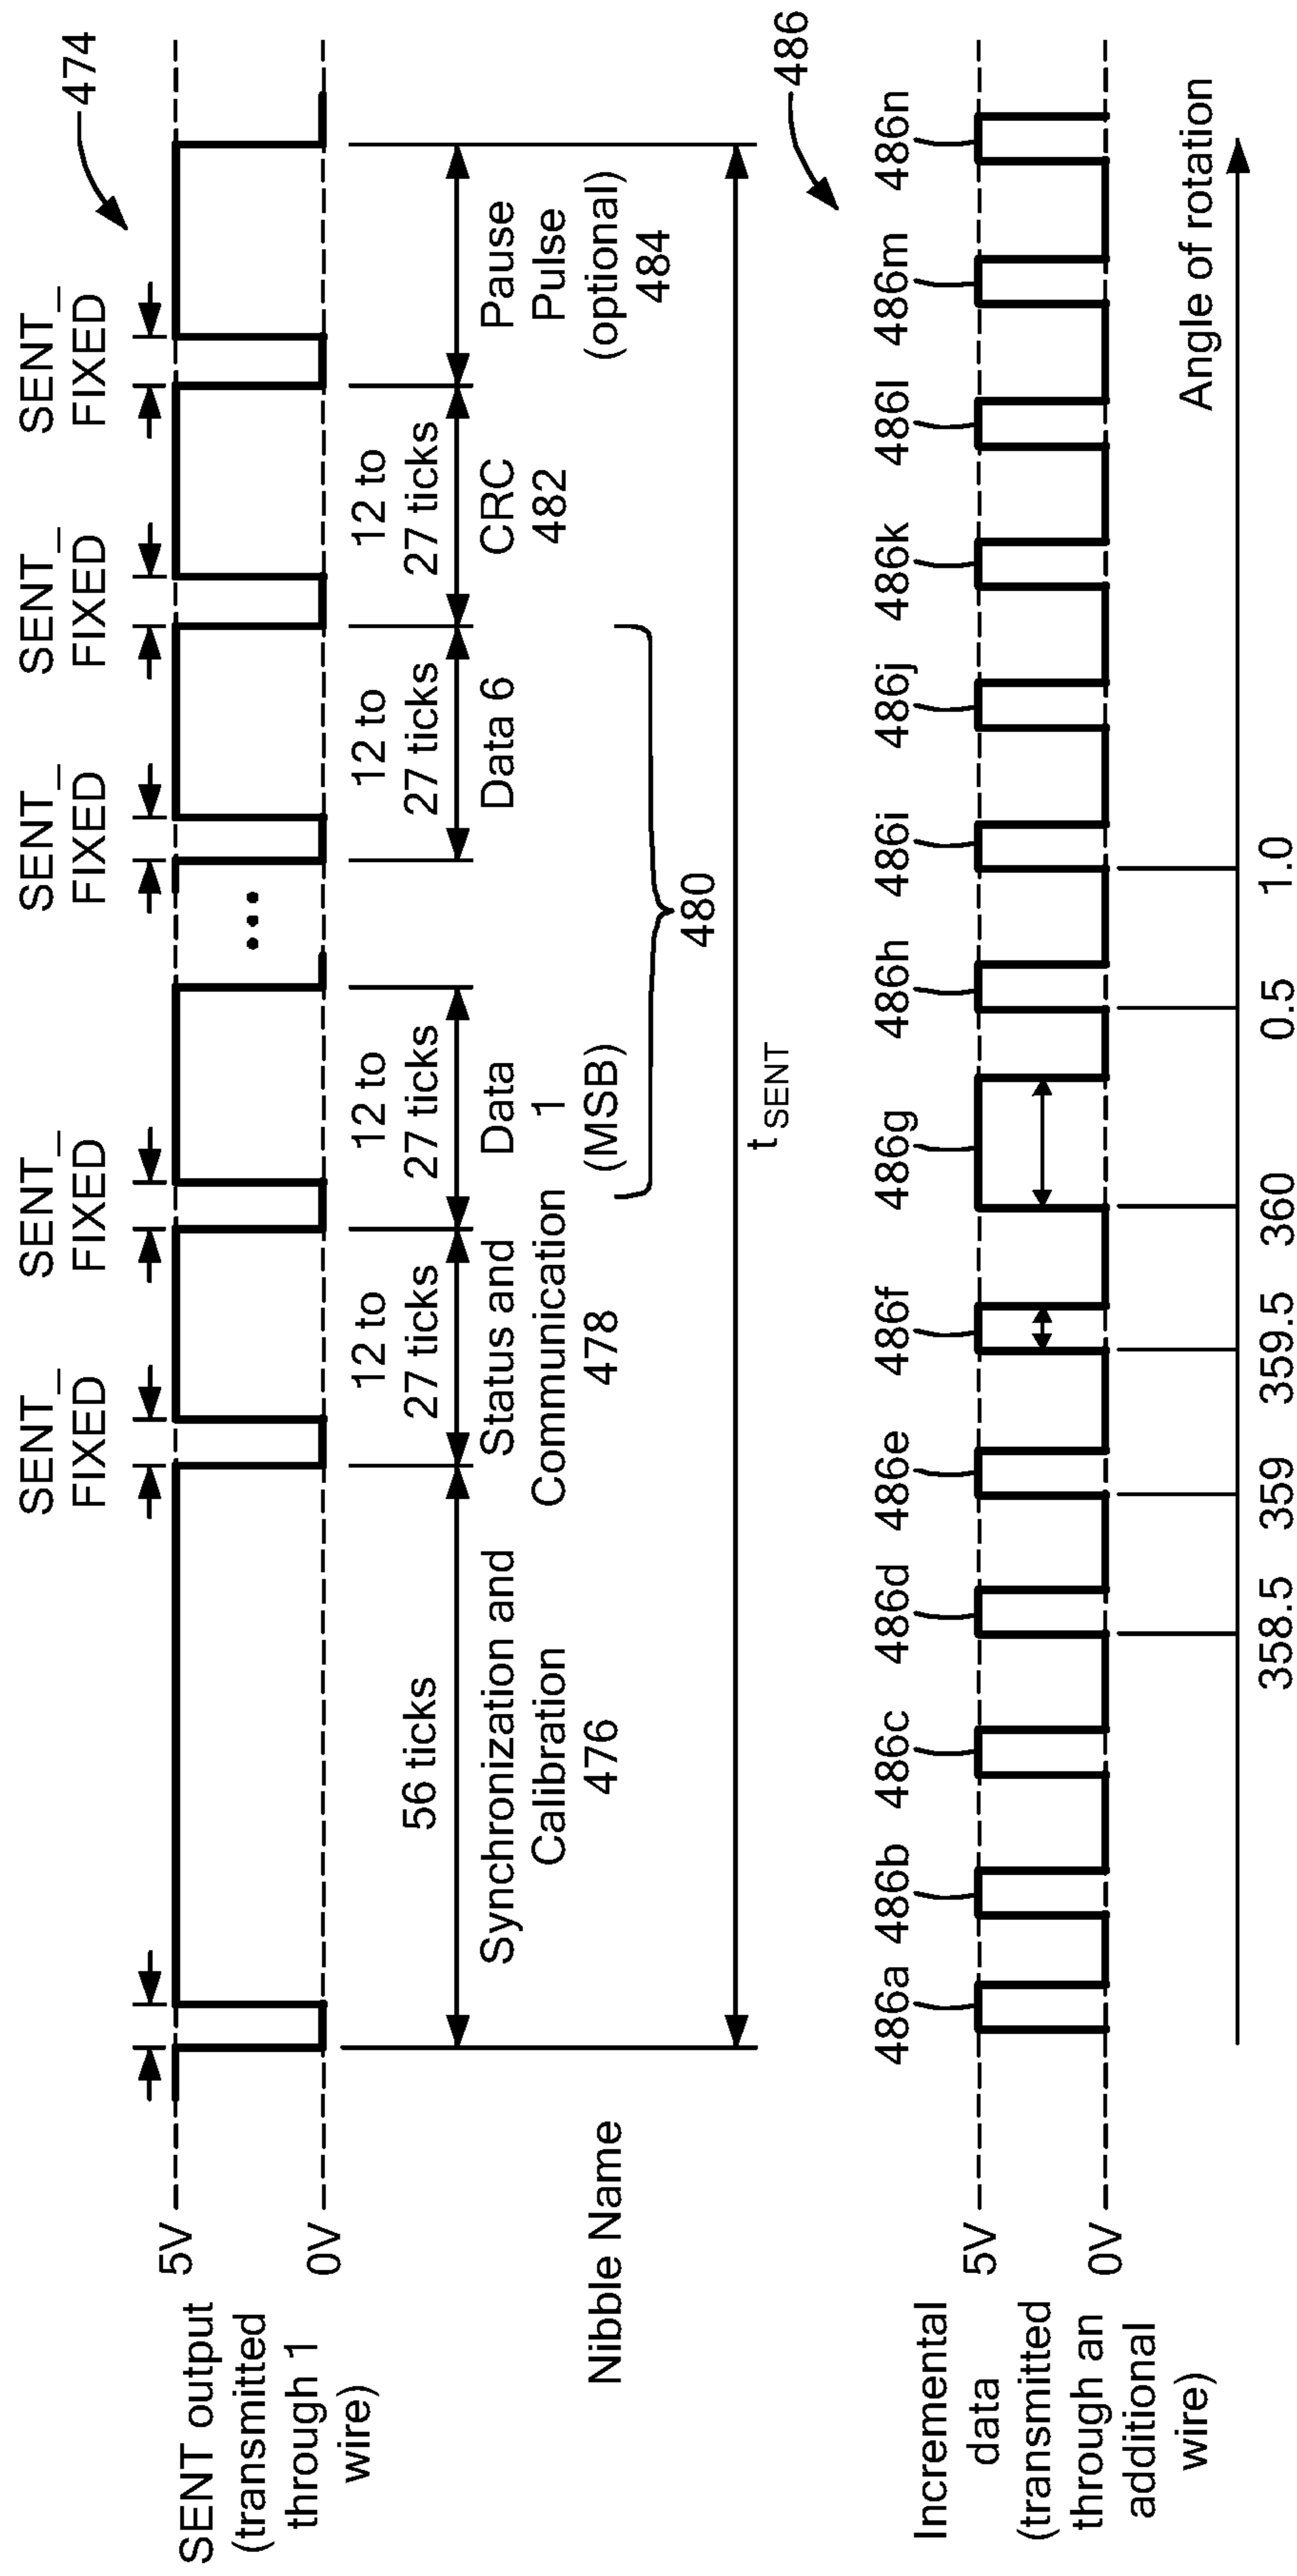 474
SENT_
FIXED
SENT_
FIXED
SENT_
FIXED
SENT_
FIXED
SENT_
FIXED
SENT output
(transmitted
through 1
wire)
5V
0V
56 ticks
12 to
27 ticks
12 to
27 ticks
12 to
27 ticks
12 to
27 ticks
Nibble Name
Synchronization and
Calibration
476
Status and
Communication
478
Data
1
(MSB)
Data 6
480
CRC
482
Pause
Pulse
(optional)
484
tSENT
486
Incremental
data
(transmitted
through an
additional
wire)
5V
0V
486a
486b
486c
486d
486e
486f
486g
486h
486i
486j
486k
486l
486m
486n
Angle of rotation
358.5
359
359.5
360
0.5
1.0